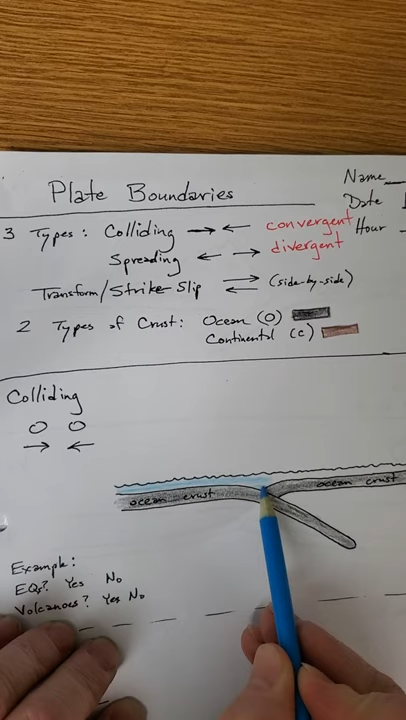 Plate Boundaries
Name
Date
Hour
3 Types: Colliding → ← convergent
Spreading ← → divergent
Transform/Strike-Slip → ← (side-by-side)
2 Types of Crust: Ocean (O)
Continental (C)
Colliding
O O
→ ←
ocean crust
ocean crust
Example:
EQs? Yes No
Volcanoes? Yes No